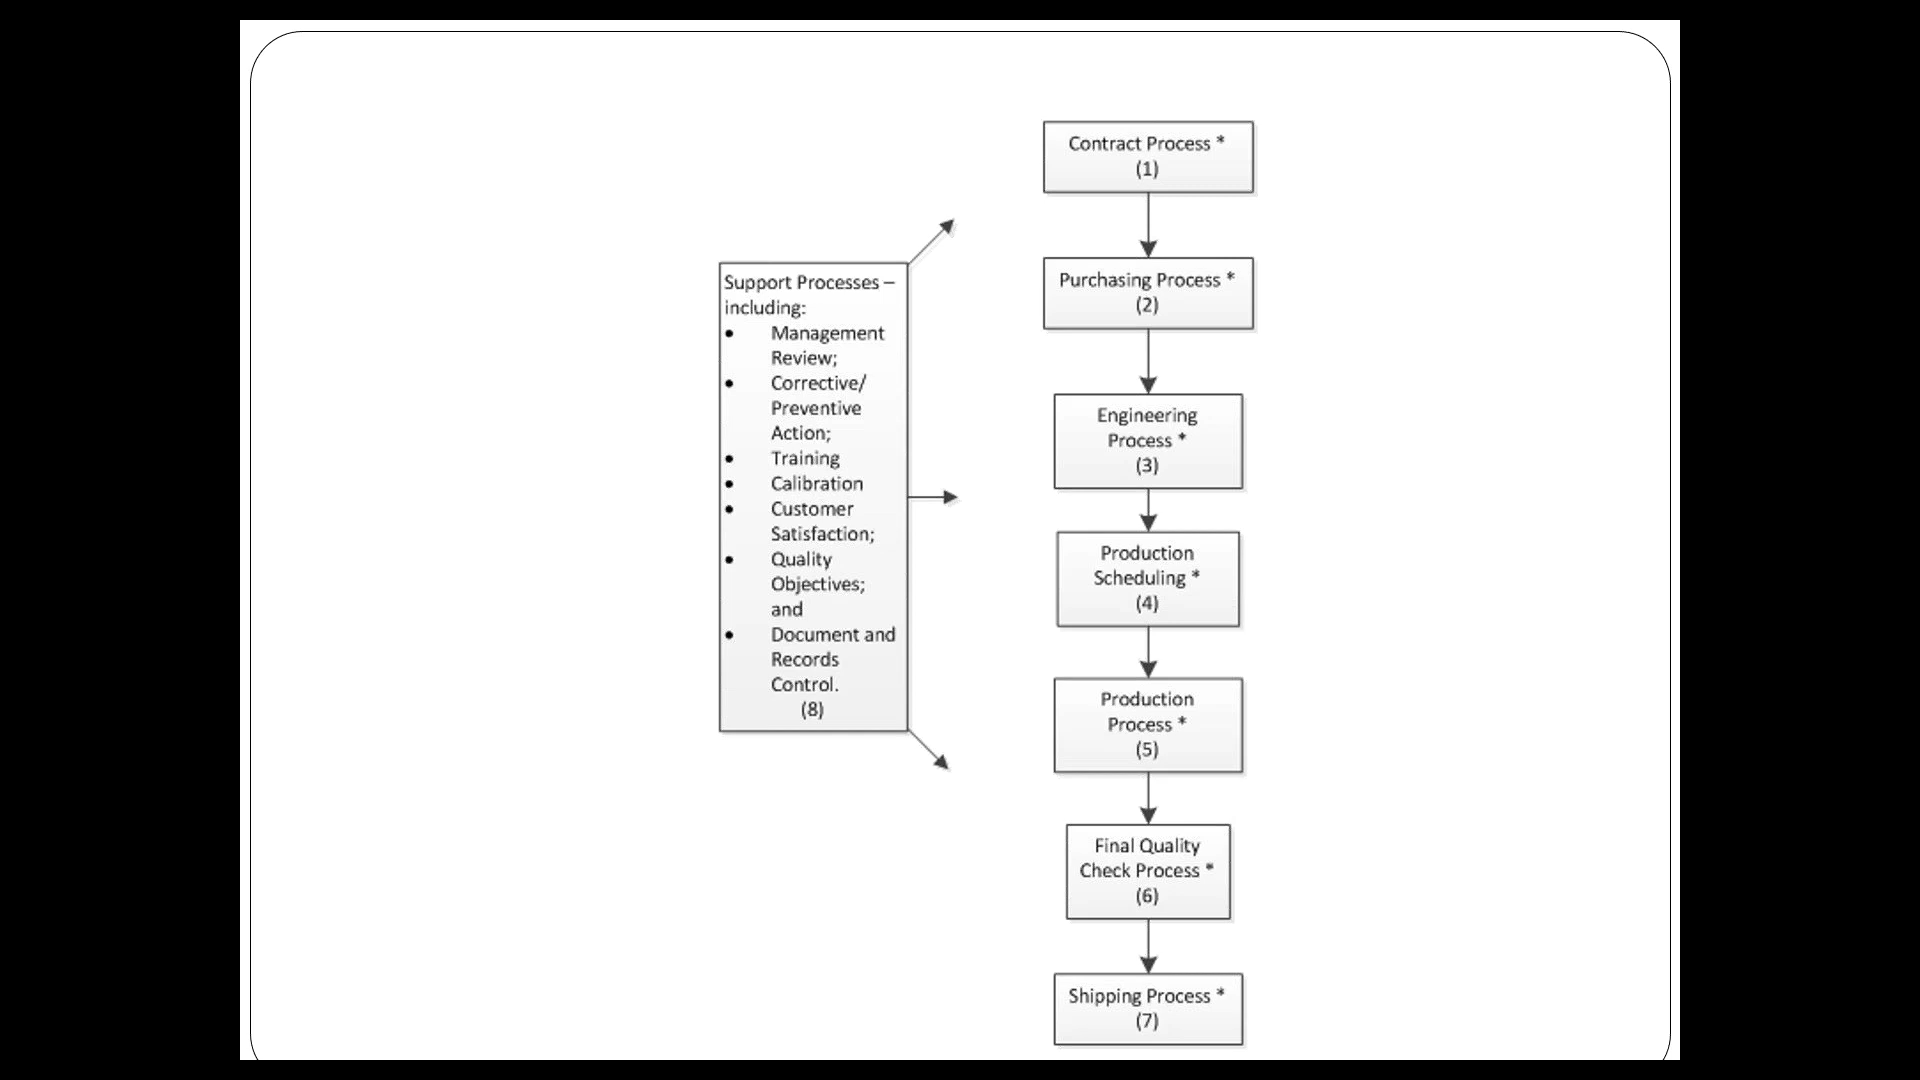 Contract Process *
(1)
Purchasing Process *
(2)
Engineering
Process *
(3)
Production
Scheduling *
(4)
Production
Process *
(5)
Final Quality
Check Process *
(6)
Shipping Process *
(7)
Support Processes –
including:
• Management
Review;
• Corrective/
Preventive
Action;
• Training
• Calibration
• Customer
Satisfaction;
• Quality
Objectives;
and
• Document and
Records
Control.
(8)